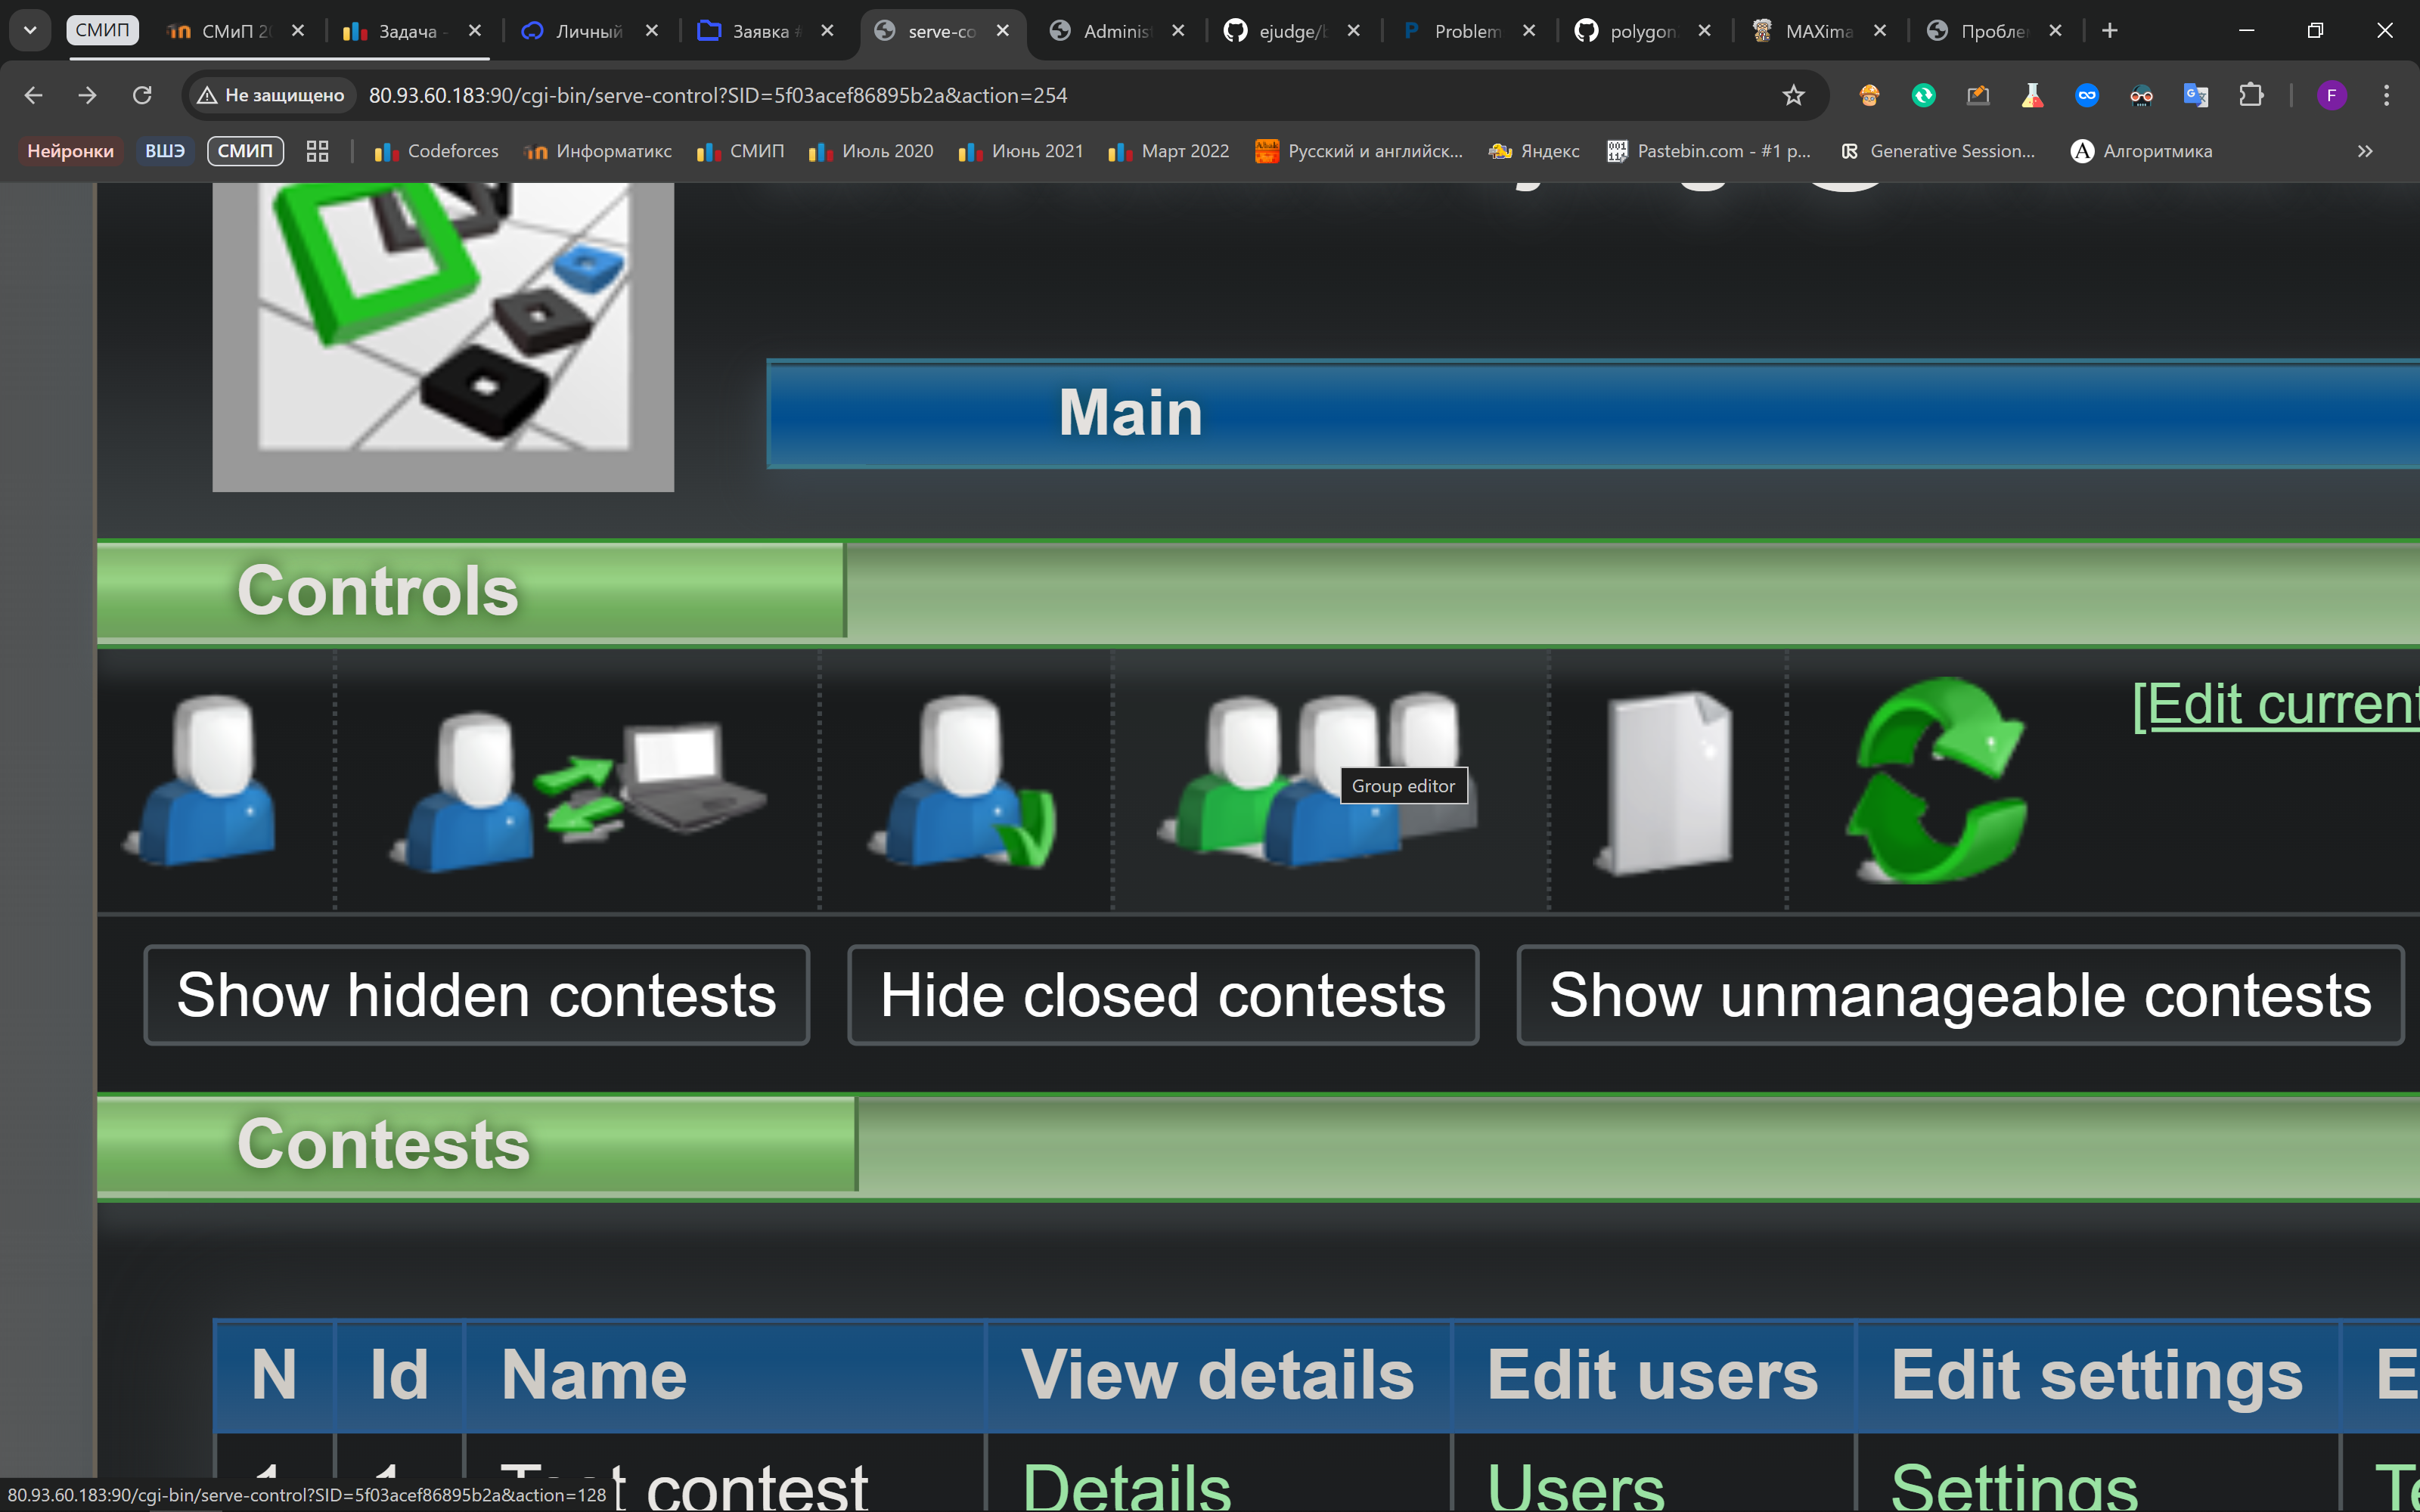 СМИП
СМиП 2
Задача -
Личный
Заявка #
serve-co
Adminis
ejudge/
Problem
polygon
MAXima
Пробле
Не защищено
80.93.60.183:90/cgi-bin/serve-control?SID=5f03acef86895b2a&action=254
F
Нейронки
ВШЭ
СМИП
Codeforces
Информатикс
СМИП
Июль 2020
Июнь 2021
Март 2022
Русский и английск...
Яндекс
Pastebin.com - #1 p...
Generative Session...
Алгоритмика
Main
Controls
[Edit current
Group editor
Show hidden contests
Hide closed contests
Show unmanageable contests
Contests
N Id Name View details Edit users Edit settings E
1 1 contest Details Users Settings Te
80.93.60.183:90/cgi-bin/serve-control?SID=5f03acef86895b2a&action=128